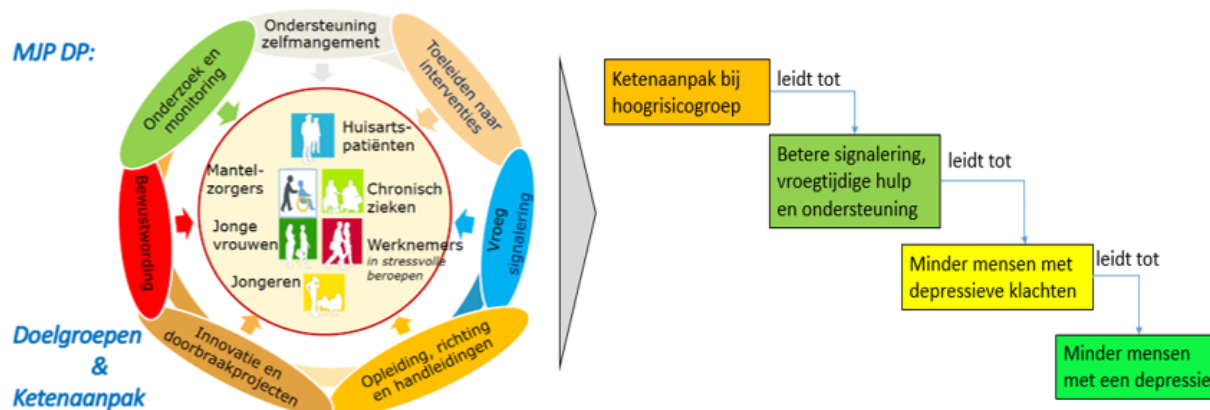 MJP DP:
Ondersteuning
zelfmangement
Toeleiden naar
interventies
Vroeg
signalering
Opleiding, richting
en handleidingen
Innovatie en
doorbraakprojecten
Bewustwording
Onderzoek en
monitoring
Huisarts-
patiënten
Mantel-
zorgers
Chronisch
zieken
Jonge
vrouwen
Werknemers
in stressvolle
beroepen
Jongeren
Doelgroepen
&
Ketenaanpak
Ketenaanpak bij
hoogrisicogroep
leidt tot
Betere signalering,
vroegtijdige hulp
en ondersteuning
leidt tot
Minder mensen met
depressieve klachten
leidt tot
Minder mensen
met een depressie